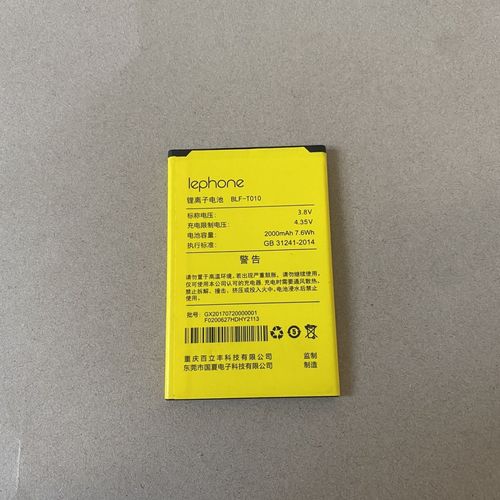 lephone
锂离子电池 BLF-T010
标称电压: 3.8V
充电限制电压: 4.35V
电池容量: 2000mAh 7.6Wh
执行标准: GB 31241-2014
警告
请勿置于高温环境,若出现严重鼓胀,请勿继续使用。
仅可使用本公司认可的充电器,充电时需要通风散热。
禁止拆解、撞击、挤压或投入火中。电池浸水后禁用。
批号: GX20170720000001
F0200627HDHY2113
重庆百立丰科技有限公司 监制
东莞市国夏电子科技有限公司 制造